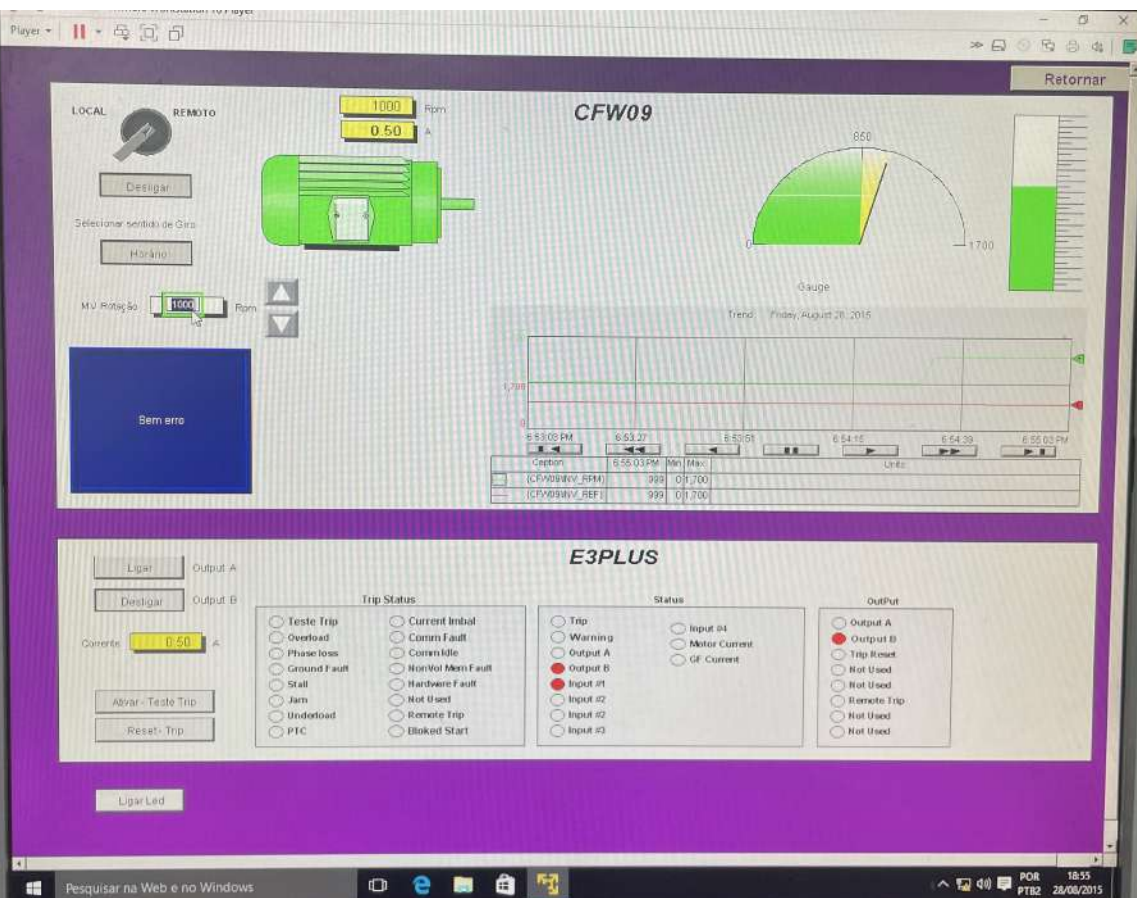 Player
Retornar
LOCAL
REMOTO
1000 Rpm
0.50 A
CFW09
Desligar
Selecionar sentido de Giro
Horário
MV Rotação 1000 Rpm
850
0
1700
Gauge
Sem erro
Trend Friday, August 28, 2015
1,700
0
6:53:03 PM 6:53:27 6:53:51 6:54:15 6:54:39 6:55:03 PM
Caption 6:55:03 PM Min Max Units
(CFW09\INV_RPM) 999 0 1,700
(CFW09\INV_REF) 999 0 1,700
E3PLUS
Ligar Output A
Desligar Output B
Corrente 0.50 A
Ativar - Teste Trip
Reset - Trip
Trip Status
Teste Trip
Overload
Phase loss
Ground Fault
Stall
Jam
Underload
PTC
Current Imbal
Comm Fault
Comm Idle
NonVol Mem Fault
Hardware Fault
Not Used
Remote Trip
Bloked Start
Status
Trip
Warning
Output A
Output B
Input #1
Input #2
Input #2
Input #3
Input #4
Motor Current
GF Current
OutPut
Output A
Output B
Trip Reset
Not Used
Not Used
Remote Trip
Not Used
Not Used
Ligar Led
Pesquisar na Web e no Windows
POR
PTB2
18:55
28/08/2015